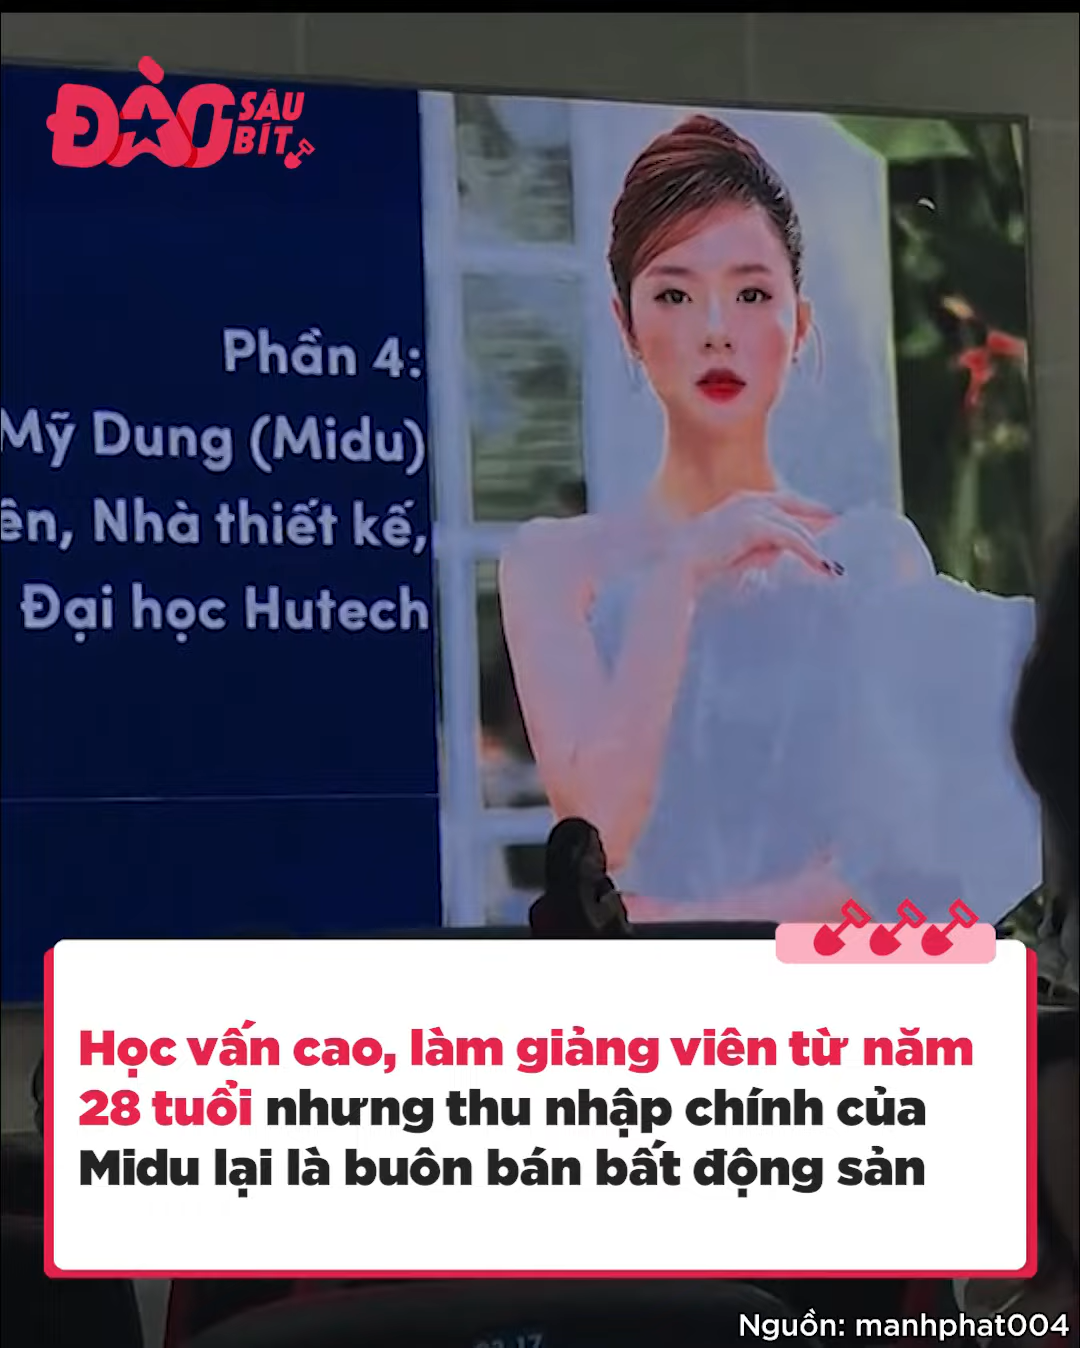 ĐÀO SÂU
BÍT
Phần 4:
Mỹ Dung (Midu)
ên, Nhà thiết kế,
Đại học Hutech
Học vấn cao, làm giảng viên từ năm
28 tuổi nhưng thu nhập chính của
Midu lại là buôn bán bất động sản
Nguồn: manhphat004